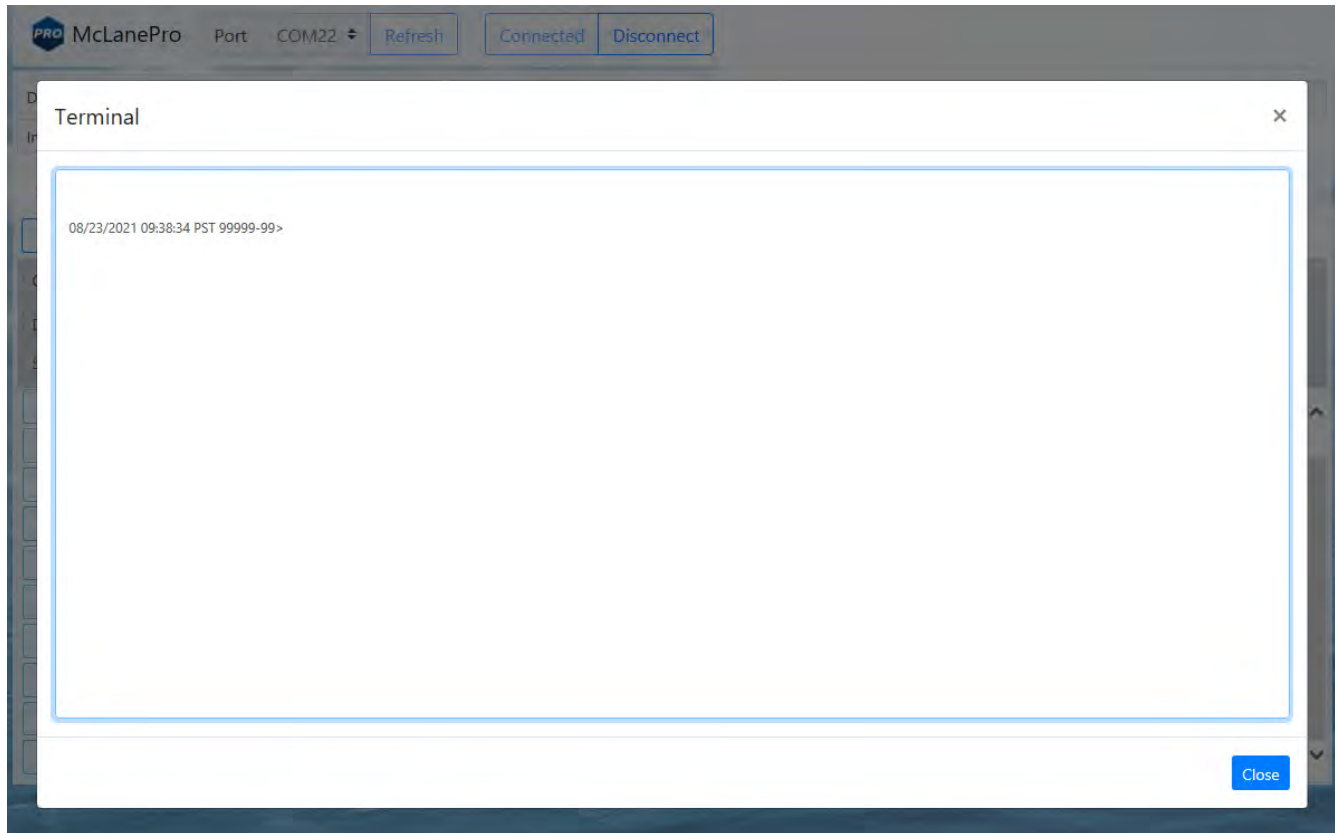 PRO McLanePro Port COM22 Refresh Connected Disconnect
Terminal ×
08/23/2021 09:38:34 PST 99999-99>
Close